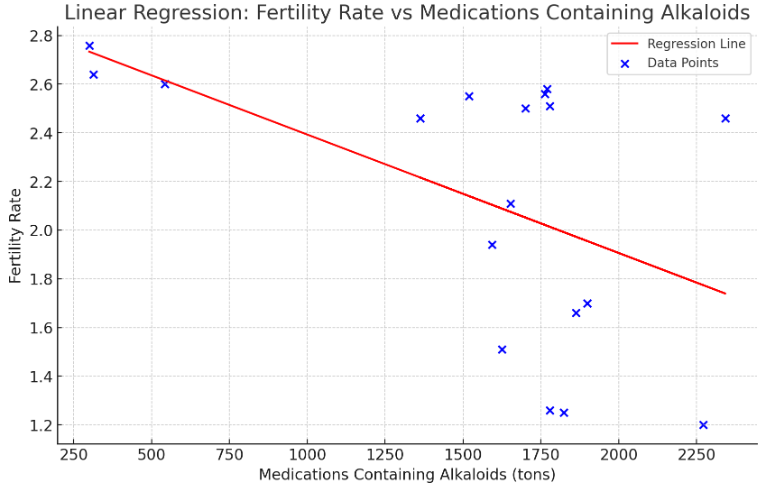 Linear Regression: Fertility Rate vs Medications Containing Alkaloids
Regression Line
Data Points
Fertility Rate
2.8
2.6
2.4
2.2
2.0
1.8
1.6
1.4
1.2
250 500 750 1000 1250 1500 1750 2000 2250
Medications Containing Alkaloids (tons)